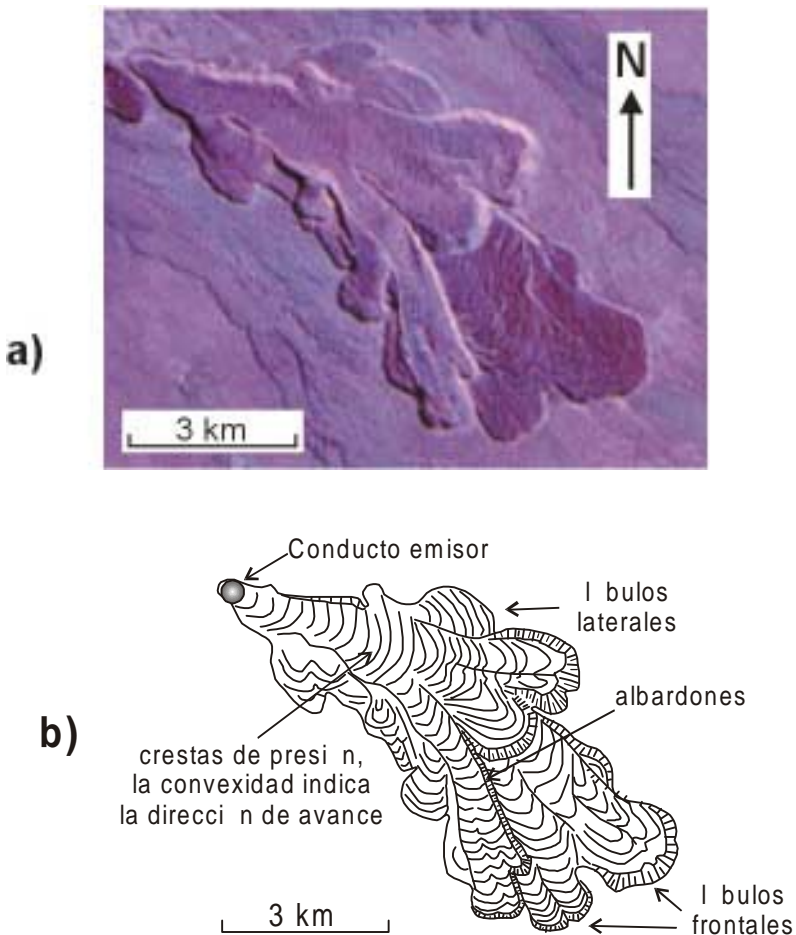 N
a)
3 km
Conducto emisor
l bulos
laterales
albardones
b)
crestas de presi n,
la convexidad indica
la direcci n de avance
3 km
l bulos
frontales